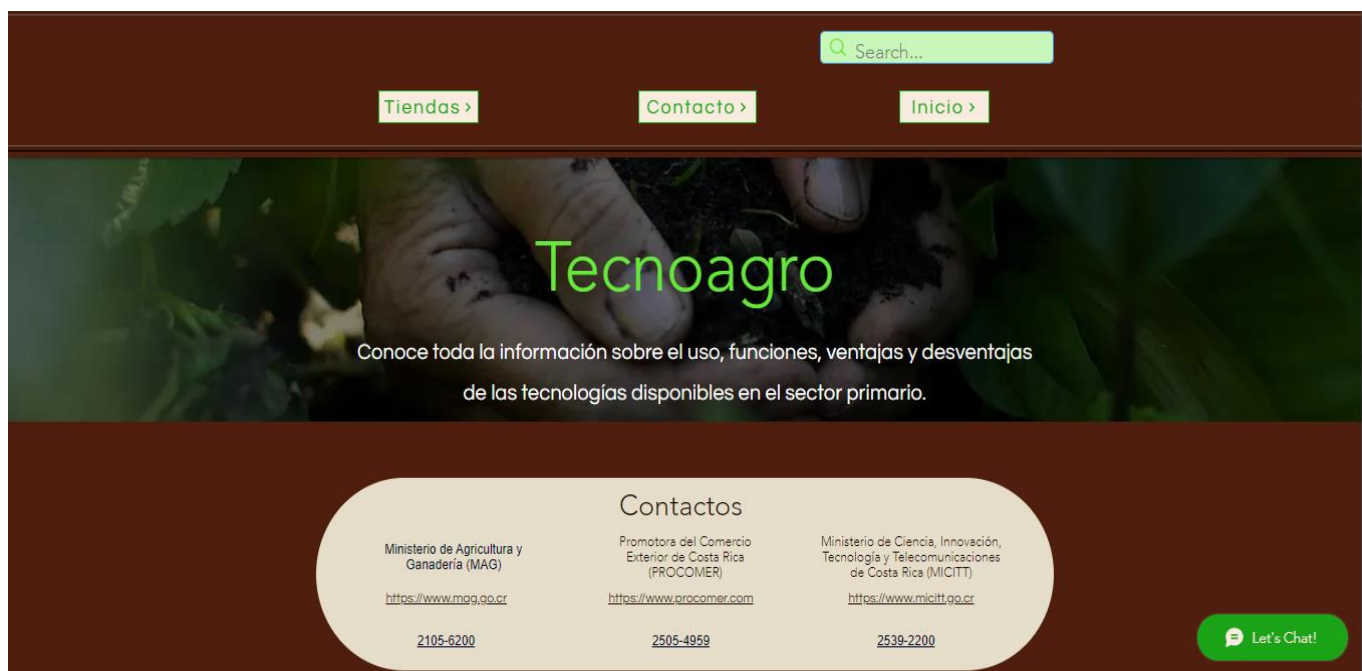 Search...
Tiendas >
Contacto >
Inicio >
Tecnoagro
Conoce toda la información sobre el uso, funciones, ventajas y desventajas
de las tecnologías disponibles en el sector primario.
Contactos
Ministerio de Agricultura y
Ganadería (MAG)
https://www.mag.go.cr
2105-6200
Promotora del Comercio
Exterior de Costa Rica
(PROCOMER)
https://www.procomer.com
2505-4959
Ministerio de Ciencia, Innovación,
Tecnología y Telecomunicaciones
de Costa Rica (MICITT)
https://www.micitt.go.cr
2539-2200
Let's Chat!